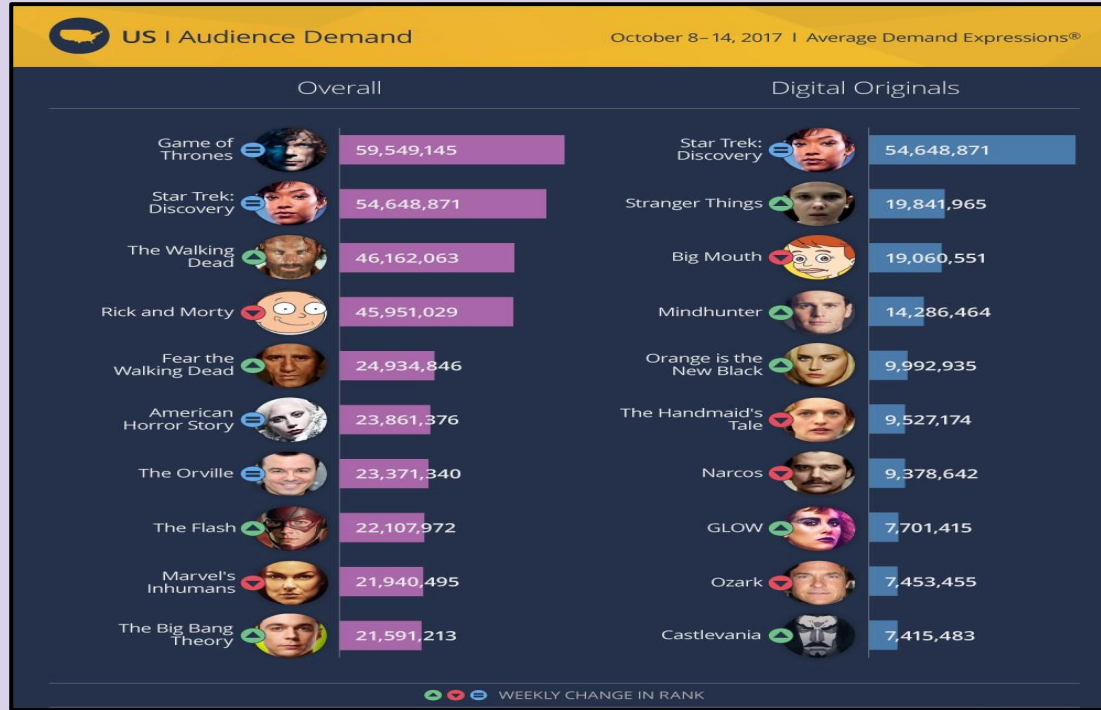 US | Audience Demand
October 8–14, 2017 | Average Demand Expressions®
Overall
Game of
Thrones
59,549,145
Star Trek:
Discovery
54,648,871
The Walking
Dead
46,162,063
Rick and Morty
45,951,029
Fear the
Walking Dead
24,934,846
American
Horror Story
23,861,376
The Orville
23,371,340
The Flash
22,107,972
Marvel's
Inhumans
21,940,495
The Big Bang
Theory
21,591,213
Digital Originals
Star Trek:
Discovery
54,648,871
Stranger Things
19,841,965
Big Mouth
19,060,551
Mindhunter
14,286,464
Orange is the
New Black
9,992,935
The Handmaid's
Tale
9,527,174
Narcos
9,378,642
GLOW
7,701,415
Ozark
7,453,455
Castlevania
7,415,483
WEEKLY CHANGE IN RANK